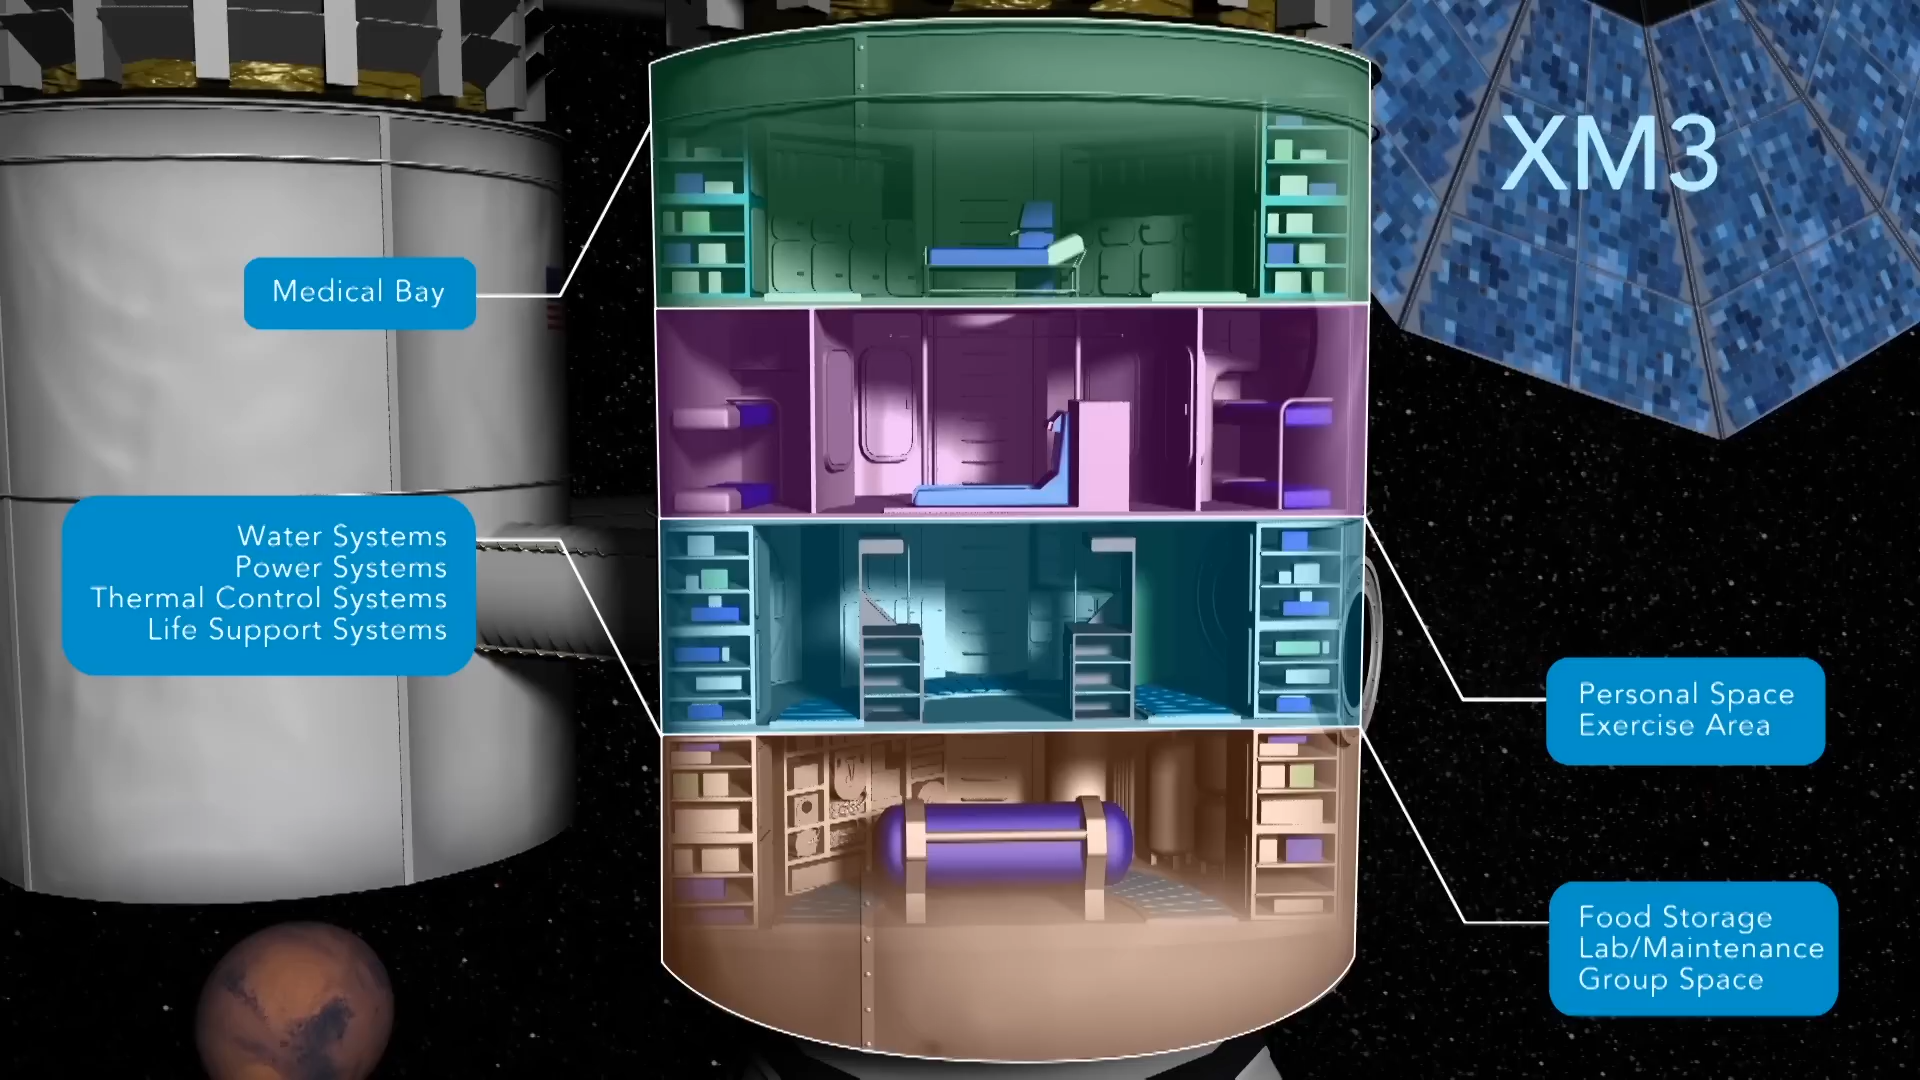 XM3
Medical Bay
Water Systems
Power Systems
Thermal Control Systems
Life Support Systems
Personal Space
Exercise Area
Food Storage
Lab/Maintenance
Group Space